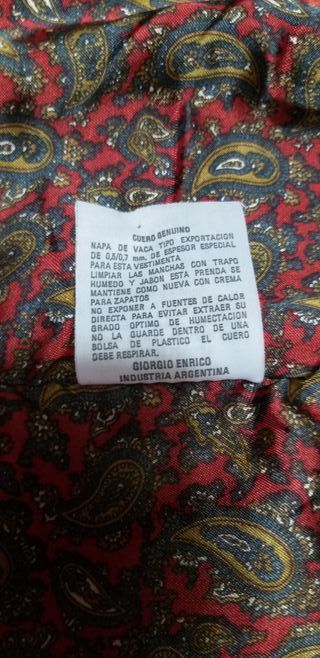 CUERO GENUINO
NAPA DE VACA TIPO EXPORTACION
DE 0,5/0,7 mm. DE ESPESOR ESPECIAL
PARA ESTA VESTIMENTA
LIMPIAR LAS MANCHAS CON TRAPO
HUMEDO Y JABON ESTA PRENDA SE
MANTIENE COMO NUEVA CON CREMA
PARA ZAPATOS
NO EXPONER A FUENTES DE CALOR
DIRECTA PARA EVITAR EXTRAER SU
GRADO OPTIMO DE HUMECTACION
NO LA GUARDE DENTRO DE UNA
BOLSA DE PLASTICO EL CUERO
DEBE RESPIRAR.
GIORGIO ENRICO
INDUSTRIA ARGENTINA